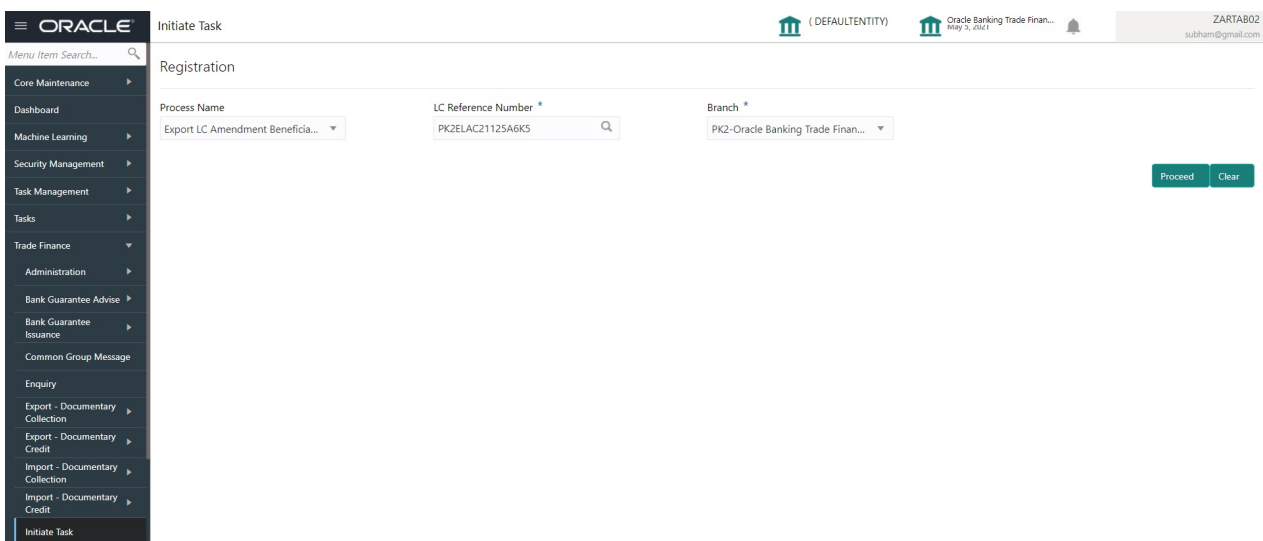 ORACLE
Initiate Task
( DEFAULTENTITY)
Oracle Banking Trade Finan...
May 5, 2021
ZARTAB02
subham@gmail.com
Menu Item Search...
Core Maintenance
Dashboard
Machine Learning
Security Management
Task Management
Tasks
Trade Finance
Administration
Bank Guarantee Advise
Bank Guarantee
Issuance
Common Group Message
Enquiry
Export - Documentary
Collection
Export - Documentary
Credit
Import - Documentary
Collection
Import - Documentary
Credit
Initiate Task
Registration
Process Name
LC Reference Number *
Branch *
Export LC Amendment Beneficia...
PK2ELAC21125A6K5
PK2-Oracle Banking Trade Finan...
Proceed
Clear